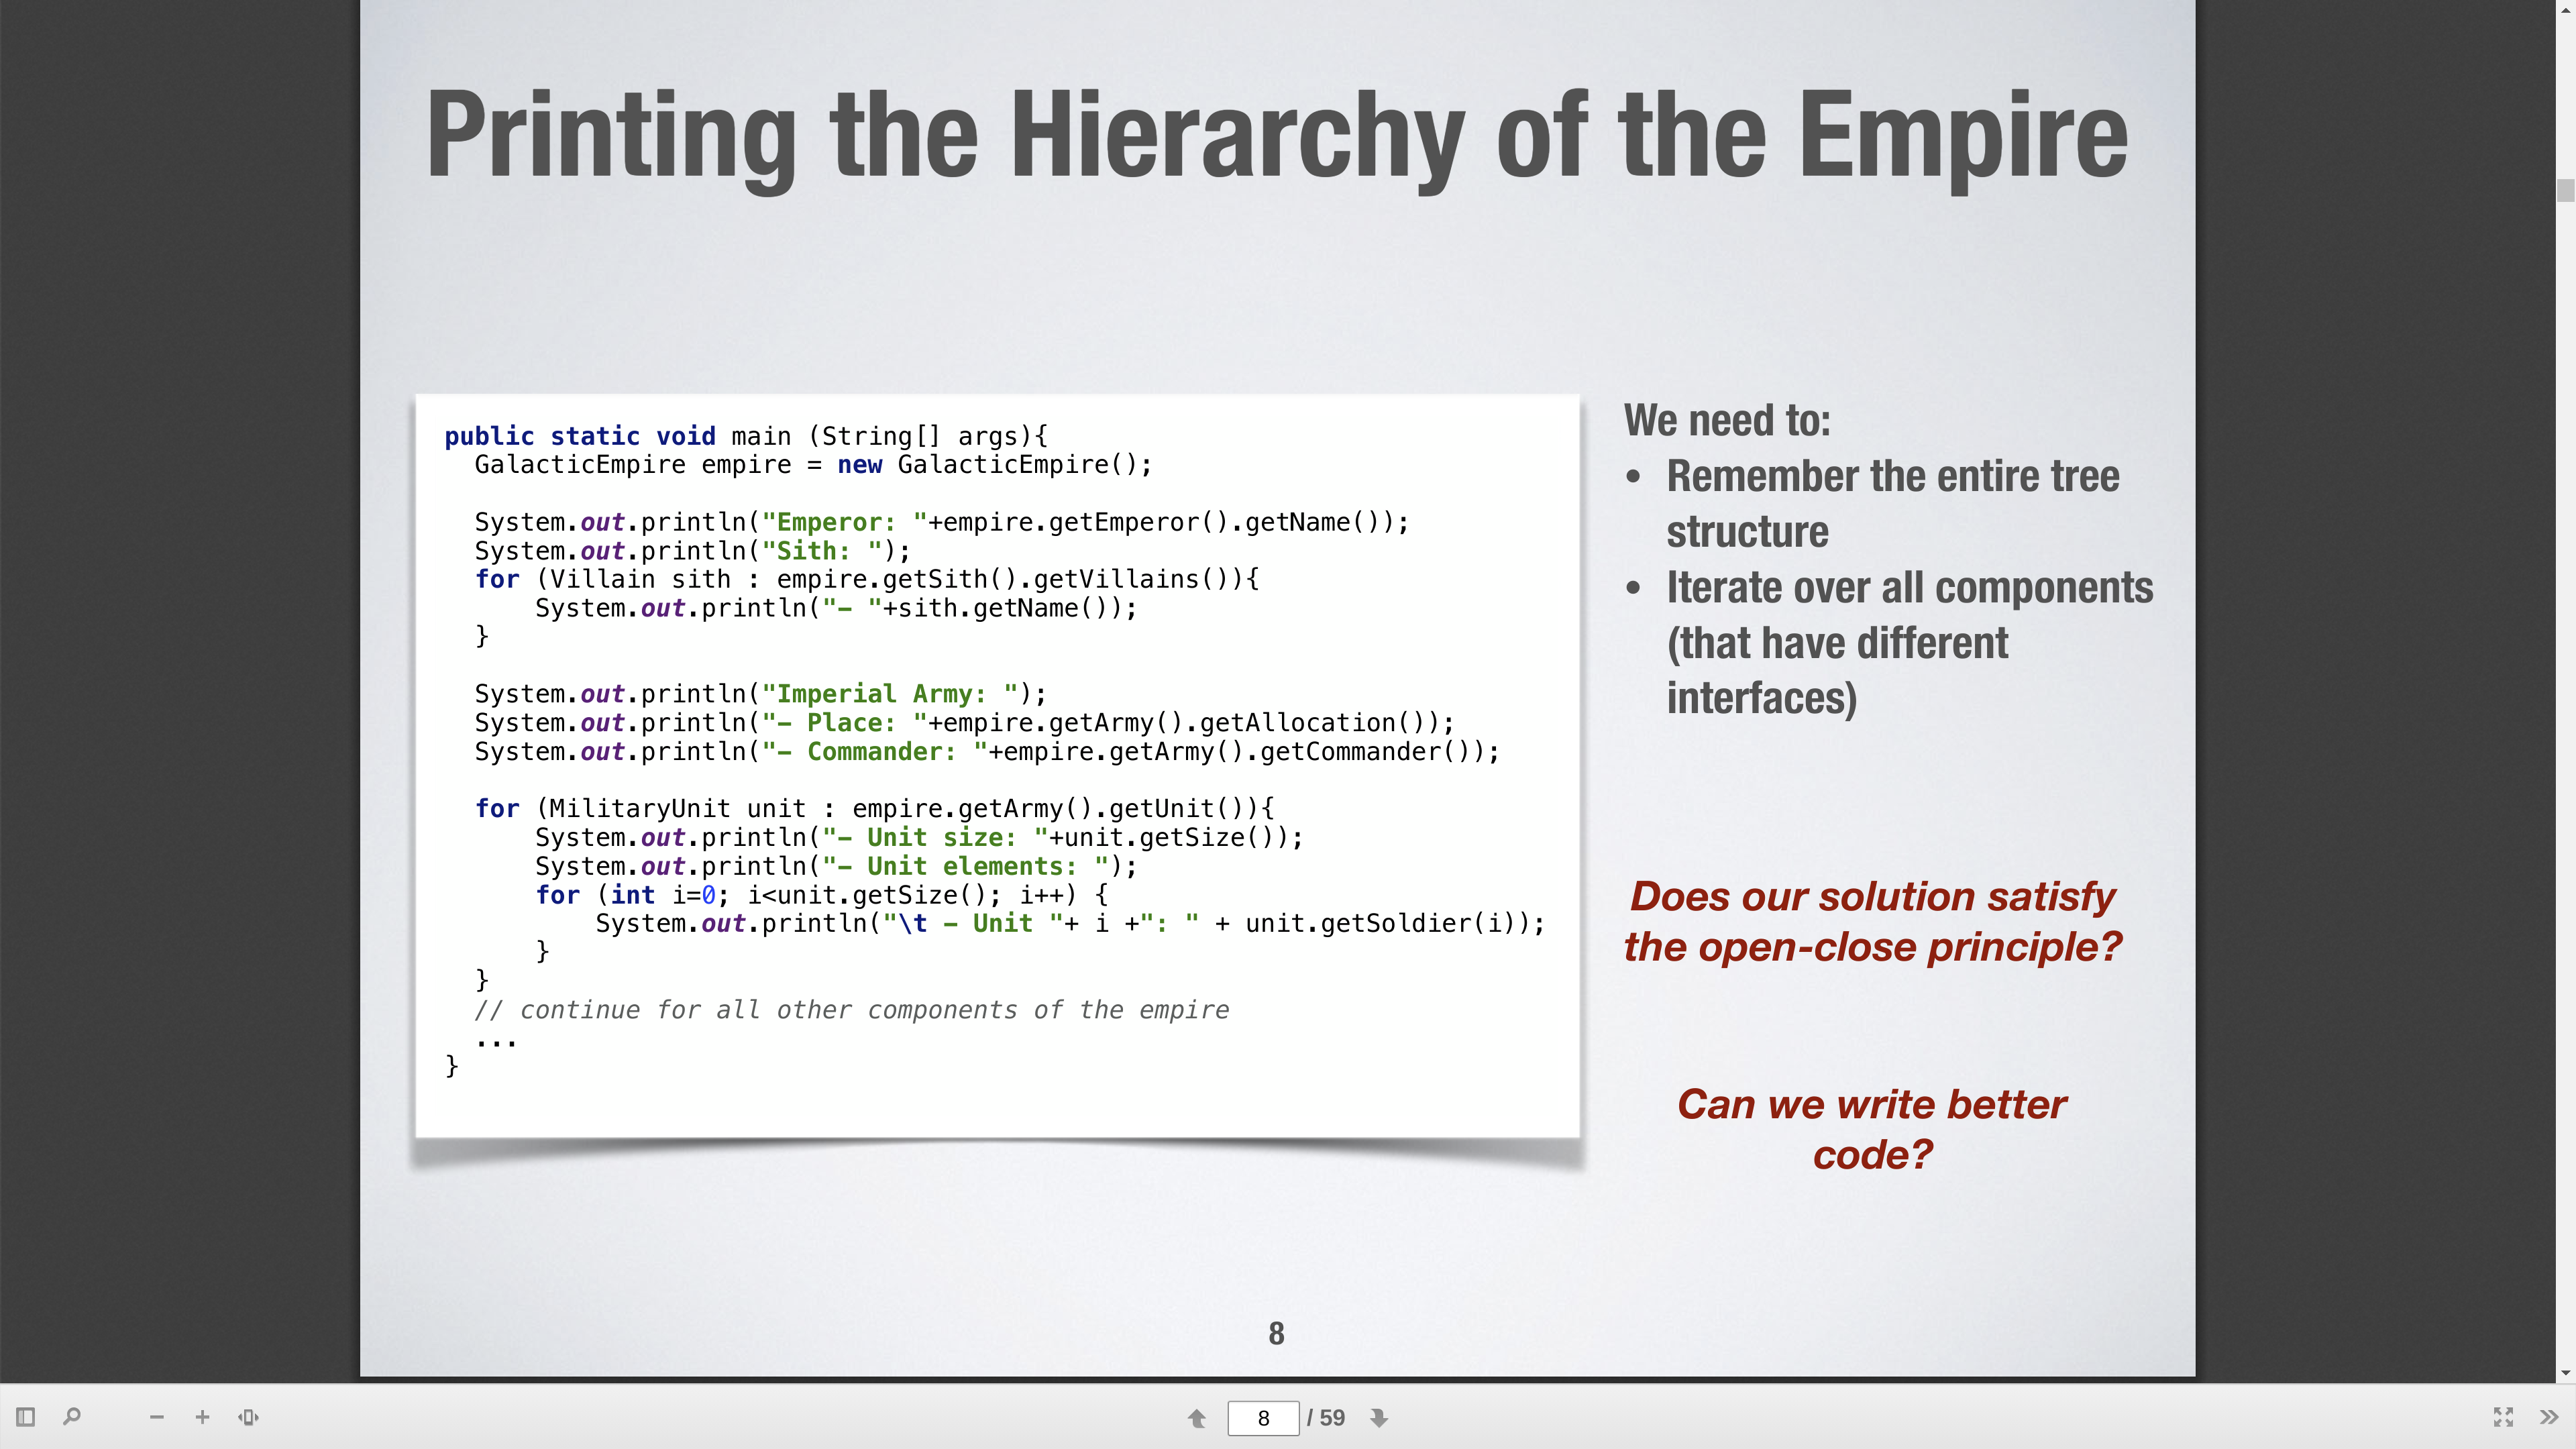 Printing the Hierarchy of the Empire
public static void main (String[] args){
  GalacticEmpire empire = new GalacticEmpire();
  System.out.println("Emperor: "+empire.getEmperor().getName());
  System.out.println("Sith: ");
  for (Villain sith : empire.getSith().getVillains()){
      System.out.println("– "+sith.getName());
  }
  System.out.println("Imperial Army: ");
  System.out.println("– Place: "+empire.getArmy().getAllocation());
  System.out.println("– Commander: "+empire.getArmy().getCommander());
  for (MilitaryUnit unit : empire.getArmy().getUnit()){
      System.out.println("– Unit size: "+unit.getSize());
      System.out.println("– Unit elements: ");
      for (int i=0; i<unit.getSize(); i++) {
          System.out.println("\t – Unit "+ i +": " + unit.getSoldier(i));
      }
  }
  // continue for all other components of the empire
  ...
}
We need to:
• Remember the entire tree
structure
• Iterate over all components
(that have different
interfaces)
Does our solution satisfy
the open-close principle?
Can we write better
code?
8
8 / 59